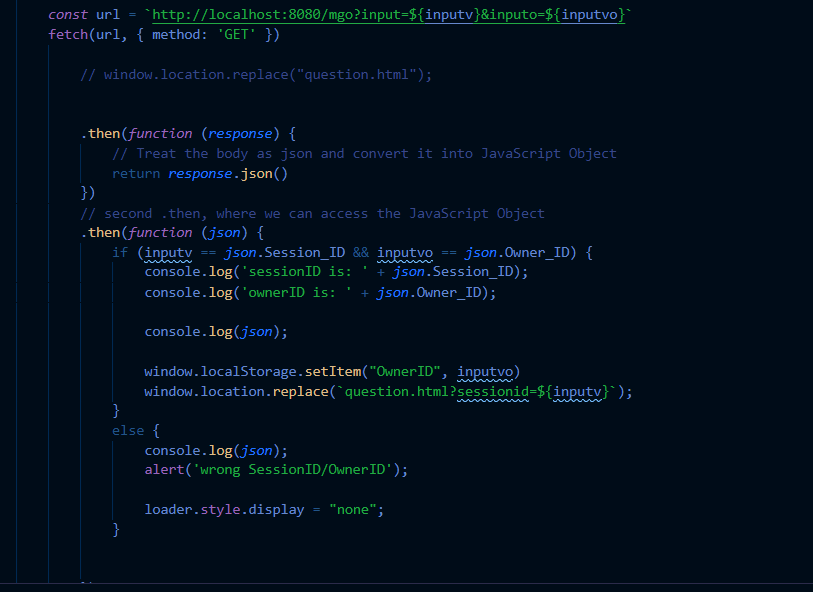 const url = `http://localhost:8080/mgo?input=${inputv}&inputo=${inputvo}`
fetch(url, { method: 'GET' })
// window.location.replace("question.html");
.then(function (response) {
// Treat the body as json and convert it into JavaScript Object
return response.json()
})
// second .then, where we can access the JavaScript Object
.then(function (json) {
if (inputv == json.Session_ID && inputvo == json.Owner_ID) {
console.log('sessionID is: ' + json.Session_ID);
console.log('ownerID is: ' + json.Owner_ID);
console.log(json);
window.localStorage.setItem("OwnerID", inputvo)
window.location.replace(`question.html?sessionid=${inputv}`);
}
else {
console.log(json);
alert('wrong SessionID/OwnerID');
loader.style.display = "none";
}